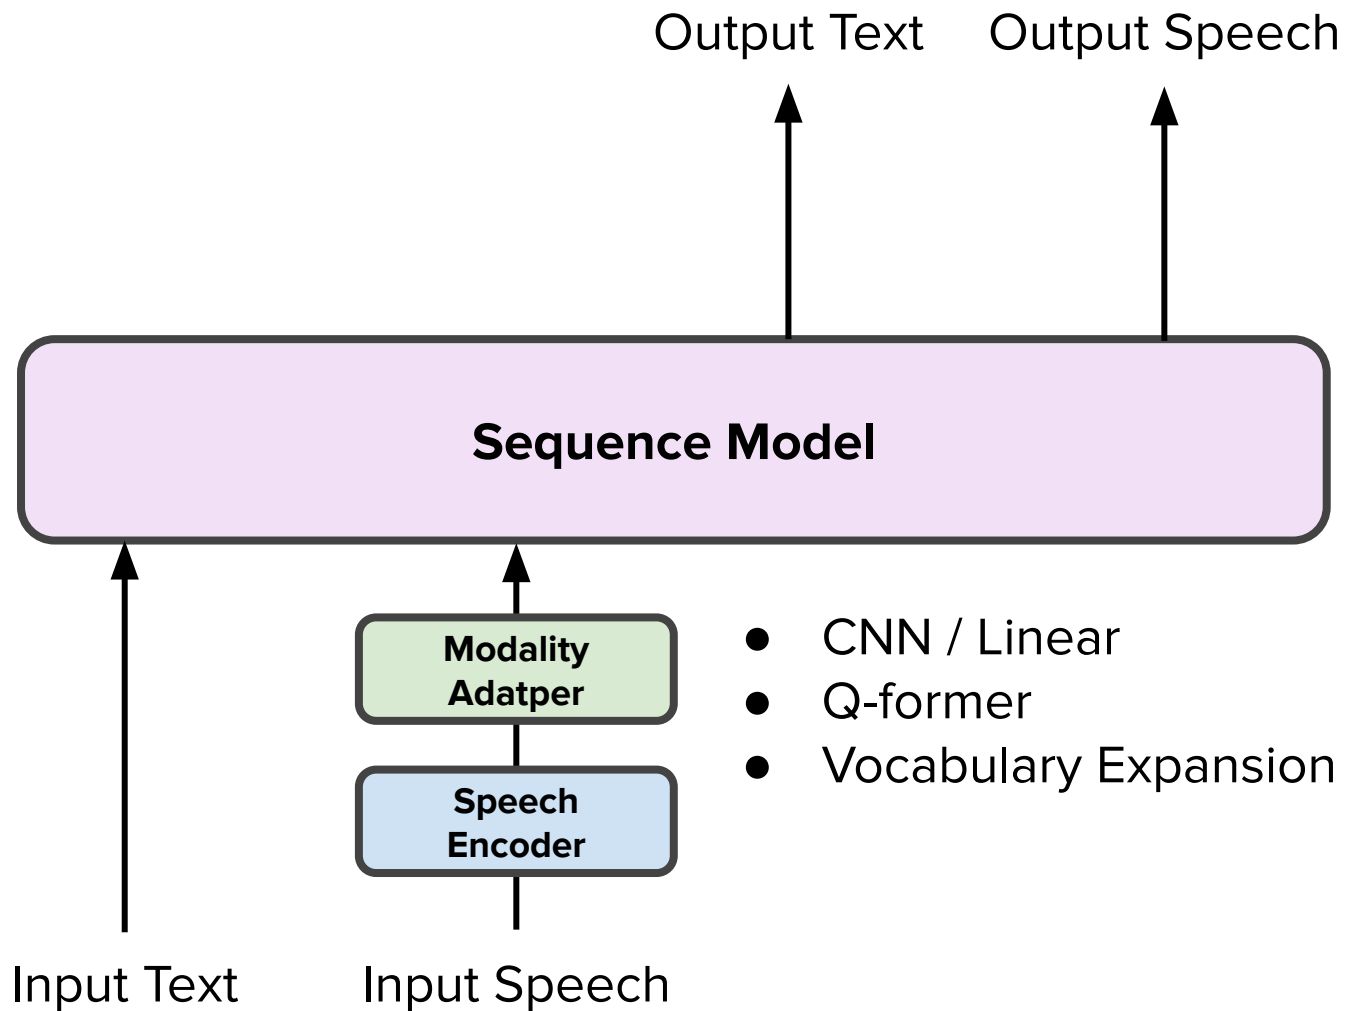 Output Text
Output Speech
Sequence Model
Modality
Adatper
● CNN / Linear
● Q-former
● Vocabulary Expansion
Speech
Encoder
Input Text
Input Speech